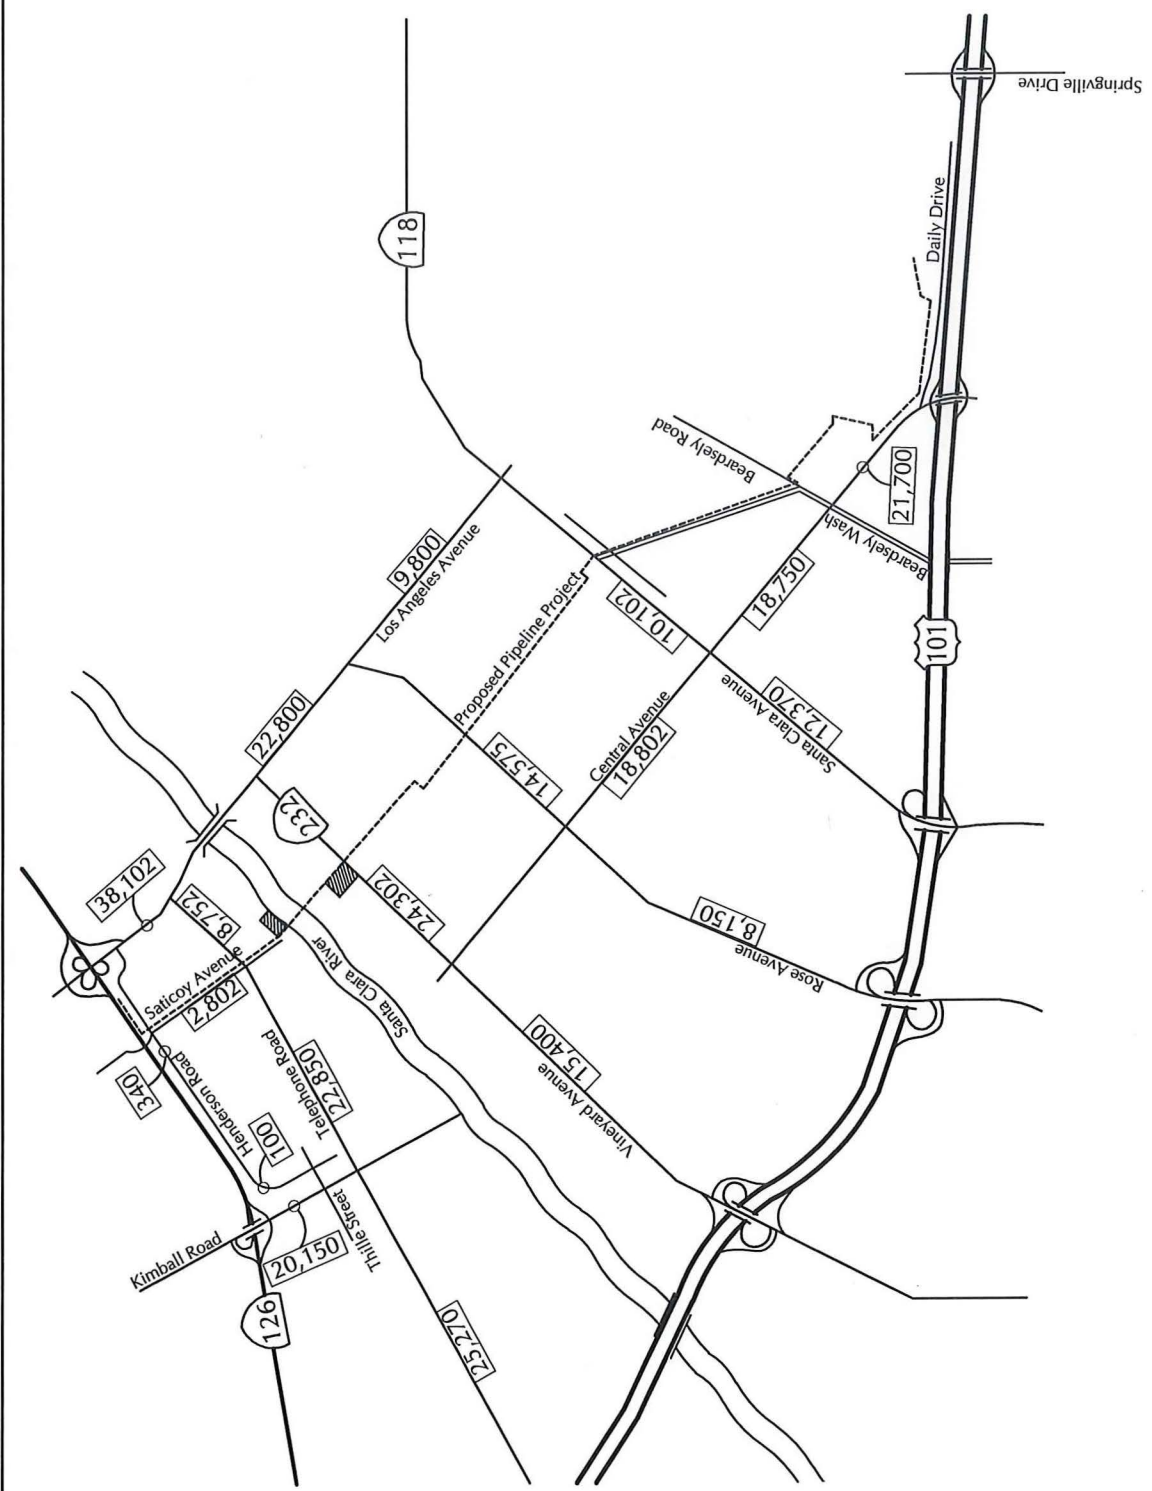 Springville Drive
118
Daily Drive
Beardsely Road
21,700
Beardsely Wash
9,800
Los Angeles Avenue
18,750
10,102
Proposed Pipeline Project
101
22,800
Santa Clara Avenue
12,370
Central Avenue
18,802
14,575
232
38,102
8,752
24,302
8,150
Rose Avenue
Saticoy Avenue
2,802
Santa Clara River
340
Henderson Road
Telephone Road
22,850
15,400
Vineyard Avenue
100
Kimball Road
20,150
Thille Street
126
25,270